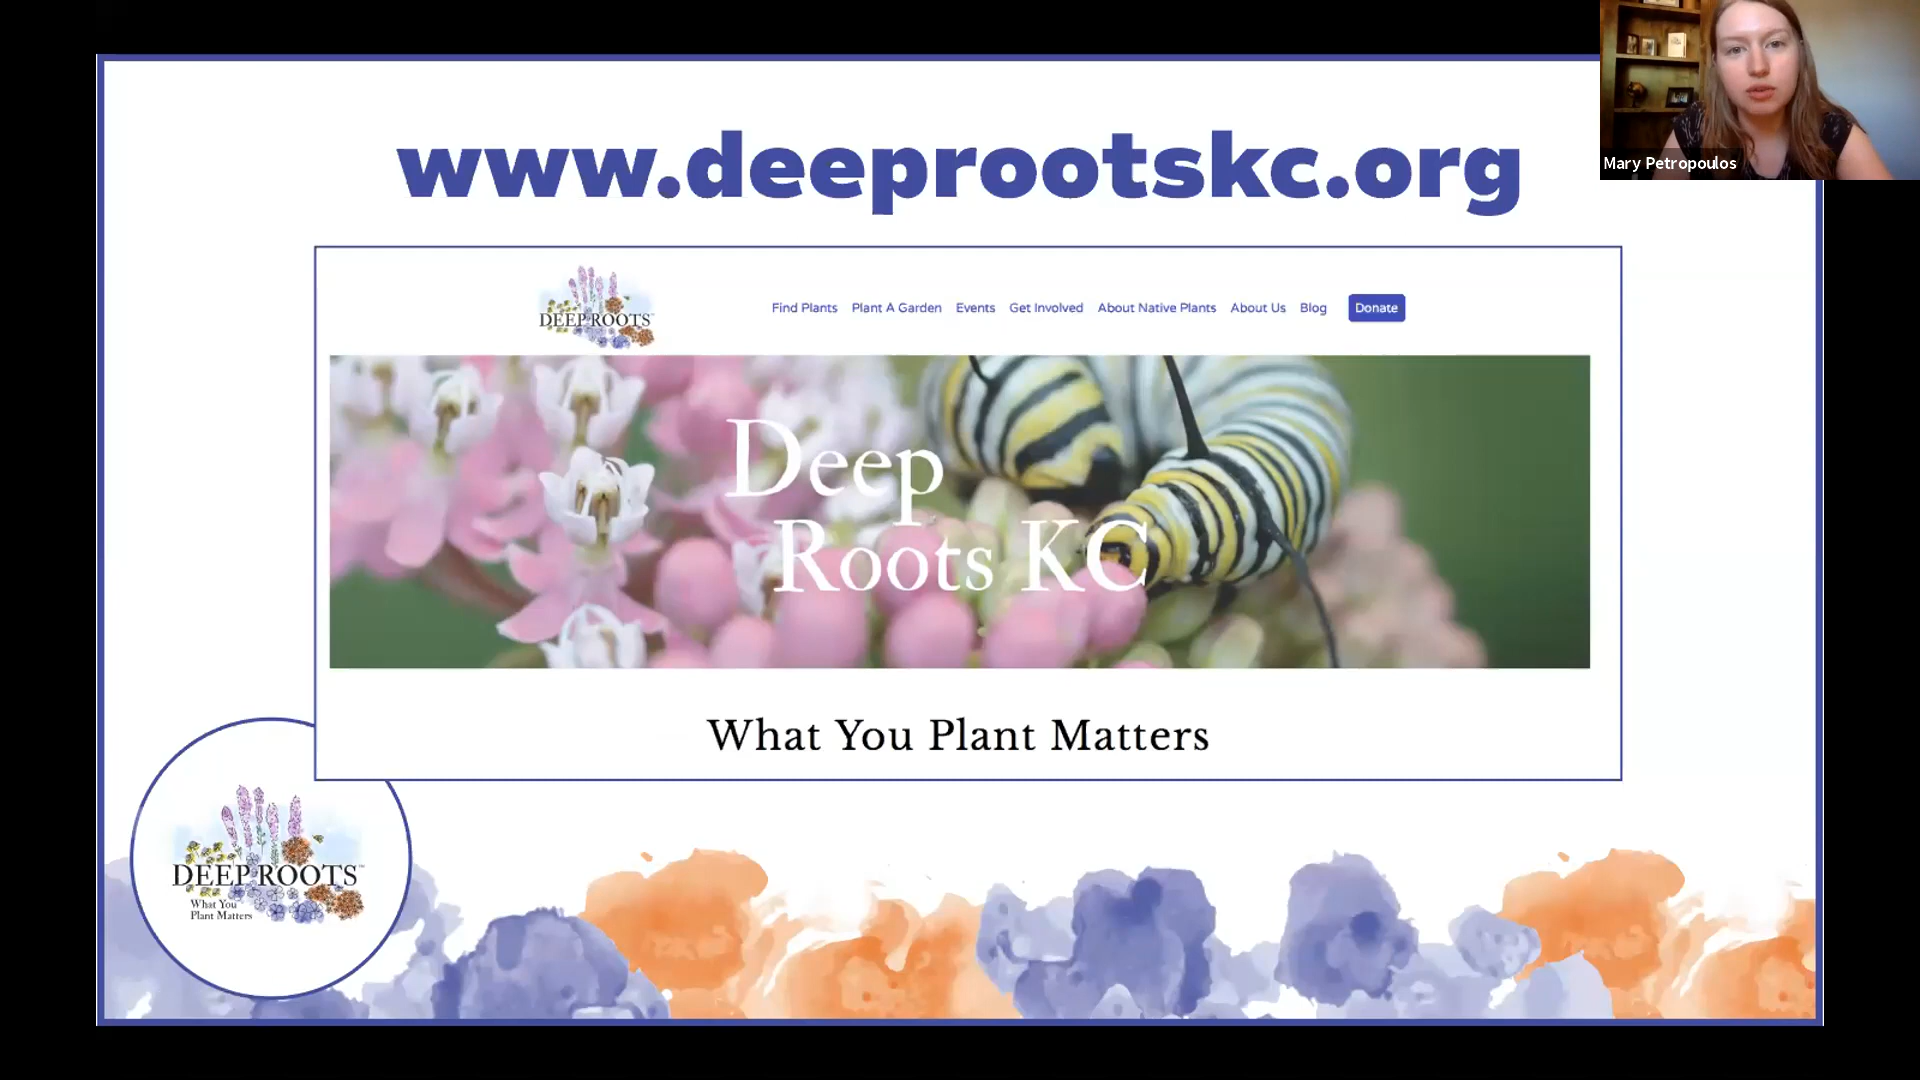 www.deeprootskc.org
Mary Petropoulos
DEEP ROOTS
Find Plants Plant A Garden Events Get Involved About Native Plants About Us Blog Donate
Deep
Roots KC
What You Plant Matters
DEEP ROOTS™
What You
Plant Matters